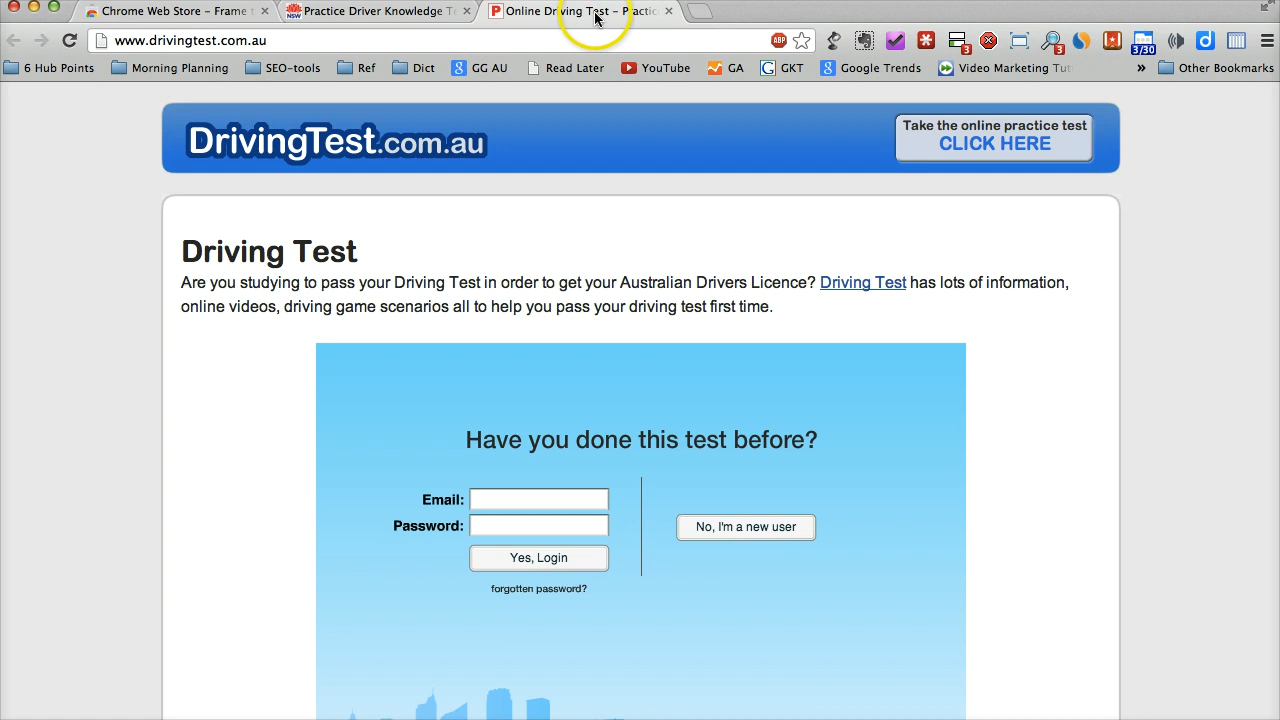 Chrome Web Store – Frame t
Practice Driver Knowledge Te
Online Driving Test – Practic
www.drivingtest.com.au
ABP
3
3
3/30
6 Hub Points
Morning Planning
SEO-tools
Ref
Dict
GG AU
Read Later
YouTube
GA
GKT
Google Trends
Video Marketing Tut
»
Other Bookmarks
DrivingTest.com.au
Take the online practice test
CLICK HERE
Driving Test
Are you studying to pass your Driving Test in order to get your Australian Drivers Licence? Driving Test has lots of information,
online videos, driving game scenarios all to help you pass your driving test first time.
Have you done this test before?
Email:
Password:
No, I'm a new user
Yes, Login
forgotten password?